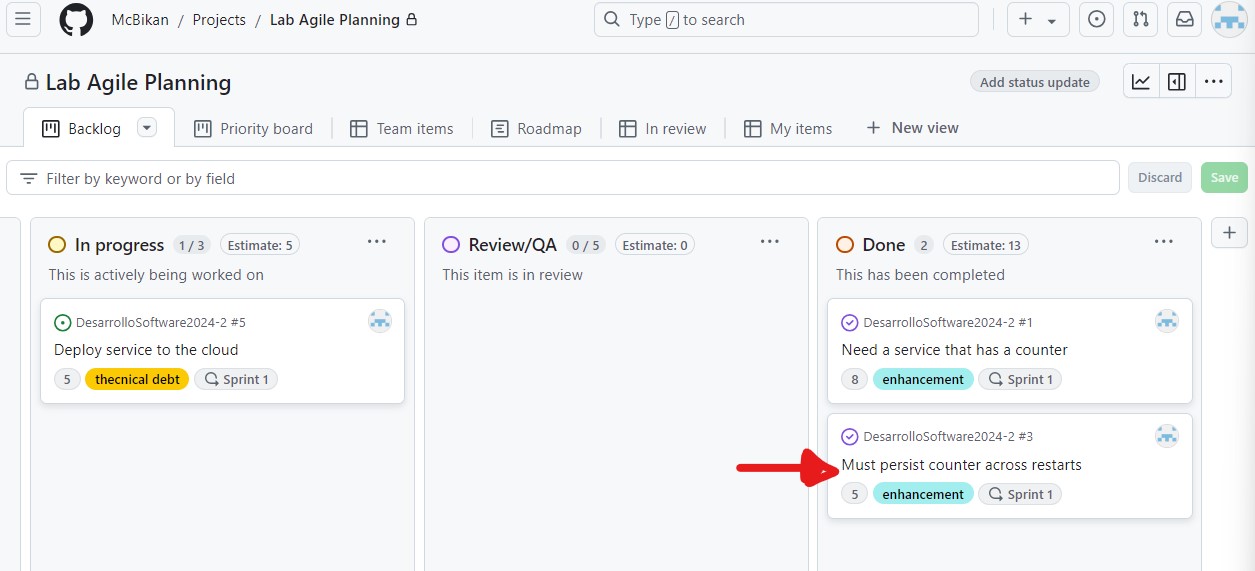 McBikan / Projects / Lab Agile Planning
Type / to search
Lab Agile Planning
Add status update
Backlog
Priority board
Team items
Roadmap
In review
My items
New view
Filter by keyword or by field
Discard
Save
In progress 1 / 3 Estimate: 5
This is actively being worked on
DesarrolloSoftware2024-2 #5
Deploy service to the cloud
5 thecnical debt Sprint 1
Review/QA 0 / 5 Estimate: 0
This item is in review
Done 2 Estimate: 13
This has been completed
DesarrolloSoftware2024-2 #1
Need a service that has a counter
8 enhancement Sprint 1
DesarrolloSoftware2024-2 #3
Must persist counter across restarts
5 enhancement Sprint 1